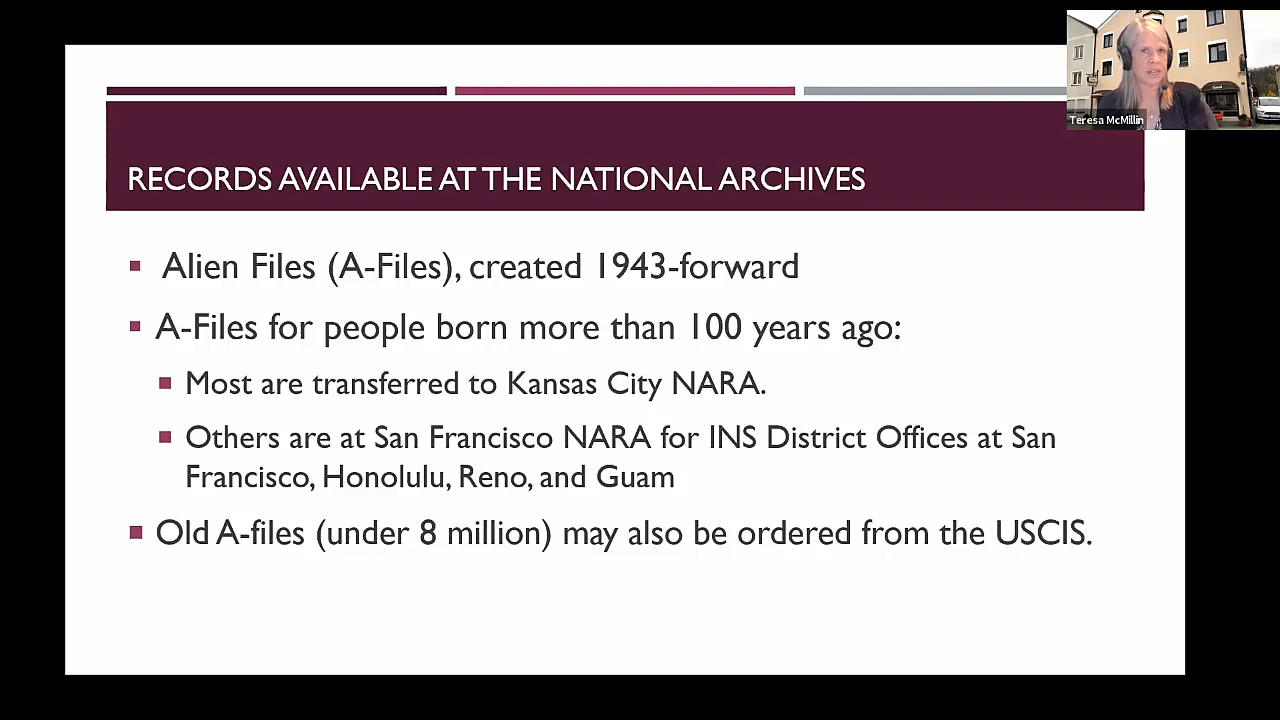 Teresa McMillin
RECORDS AVAILABLE AT THE NATIONAL ARCHIVES
Alien Files (A-Files), created 1943-forward
A-Files for people born more than 100 years ago:
Most are transferred to Kansas City NARA.
Others are at San Francisco NARA for INS District Offices at San
Francisco, Honolulu, Reno, and Guam
Old A-files (under 8 million) may also be ordered from the USCIS.